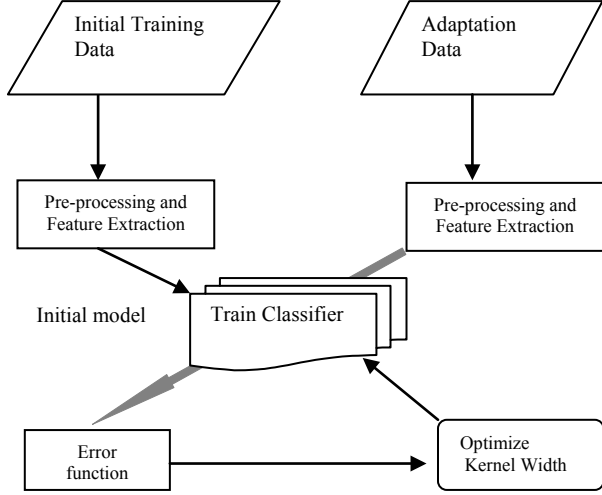 Initial Training
Data
Adaptation
Data
Pre-processing and
Feature Extraction
Pre-processing and
Feature Extraction
Initial model
Train Classifier
Error
function
Optimize
Kernel Width